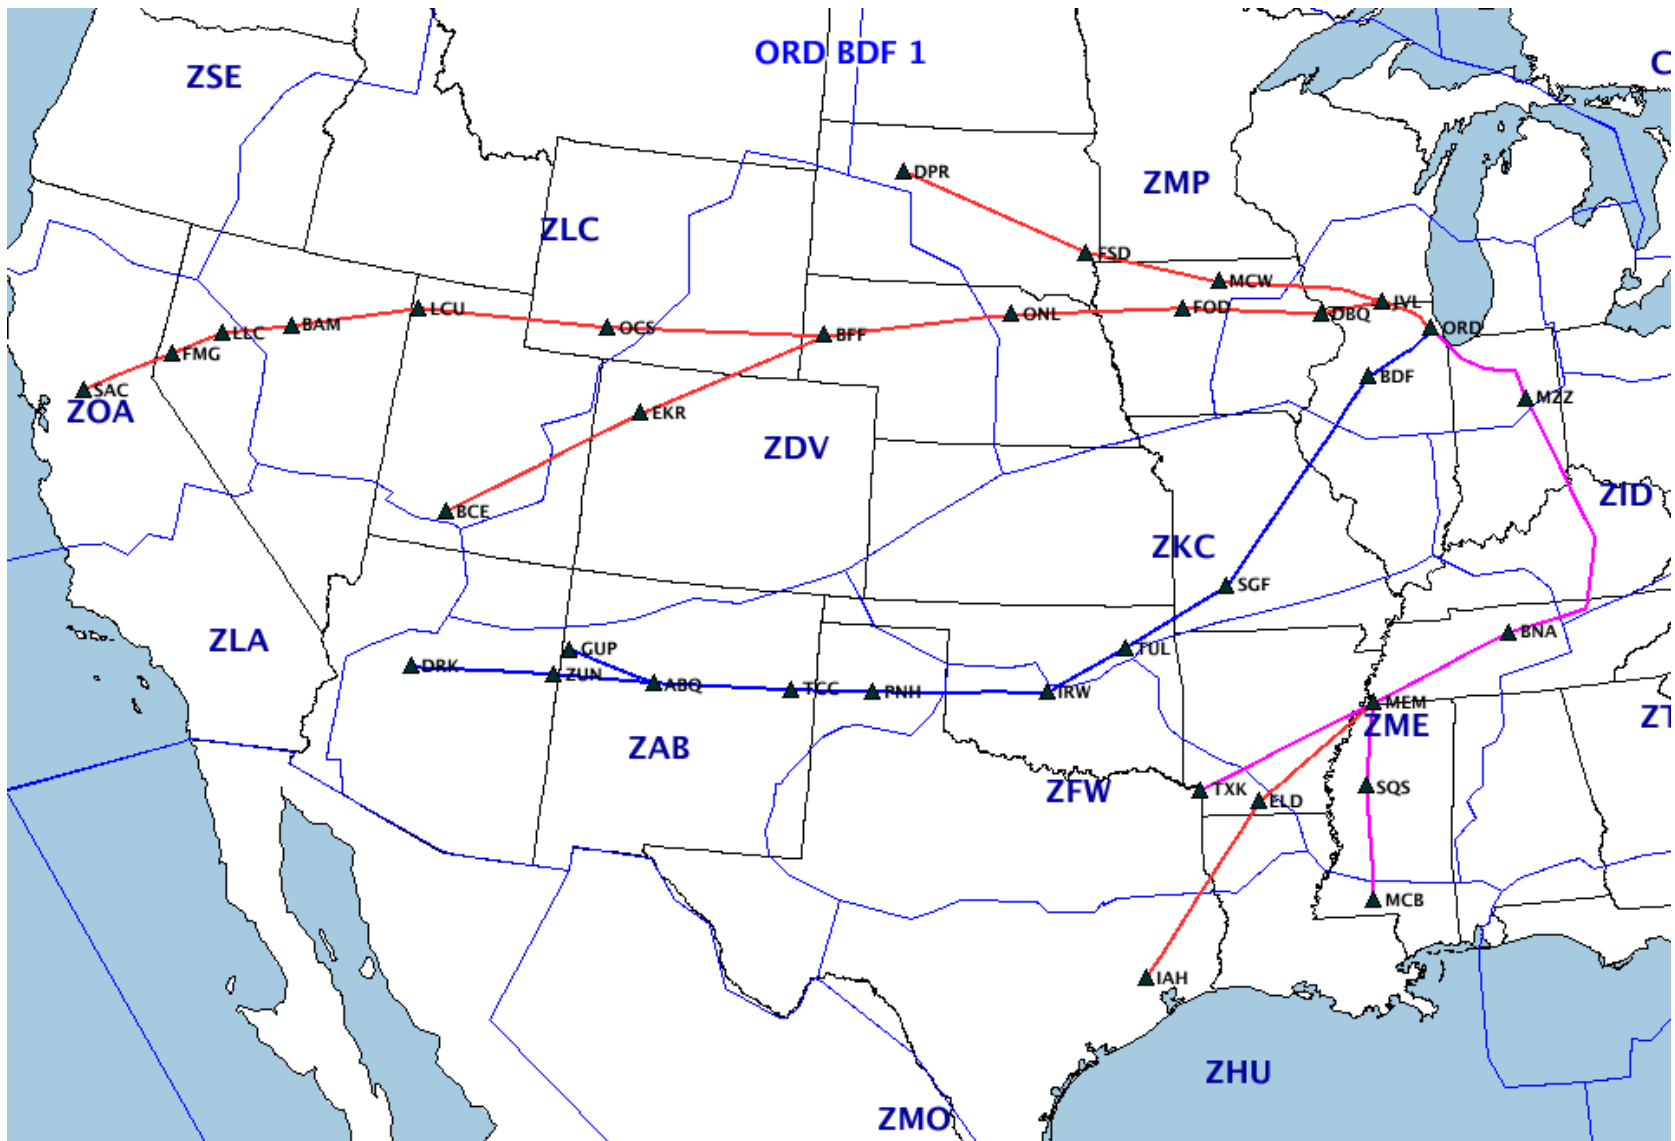 ORD BDF 1
ZSE
C
DPR
ZMP
ZLC
FSD
MCW
LCU
JVL
ONL
FOD
DBQ
BAM
LLC
OCS
BFF
ORD
FMG
BDF
SAC
MZZ
ZOA
EKR
ZDV
ZID
BCE
ZKC
SGF
BNA
ZLA
GUP
TUL
DRK
ZUN
ABQ
TCC
PNH
IRW
MEM
ZME
ZT
ZAB
ZFW
TXK
SQS
ELD
MCB
IAH
ZHU
ZMO